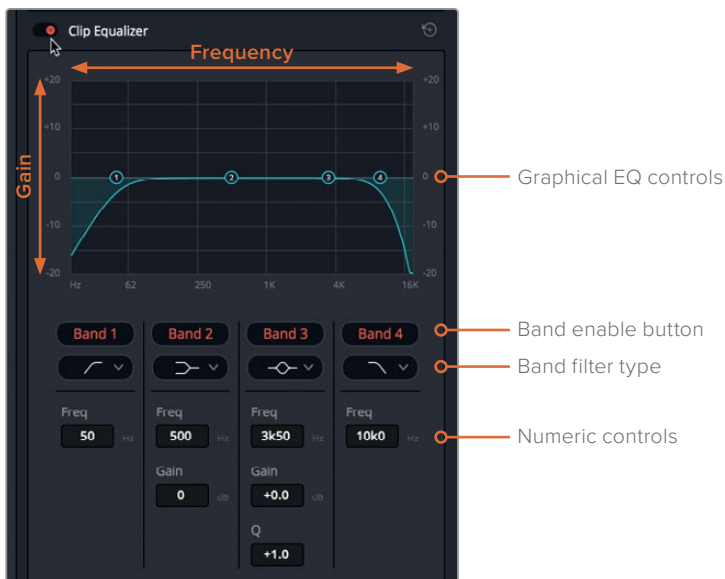 Clip Equalizer
Frequency
Gain
+20 +20
+10 +10
0 1 2 3 4 0
-10 -10
-20 -20
Hz 62 250 1K 4K 16K
Graphical EQ controls
Band 1 Band 2 Band 3 Band 4
Band enable button
Band filter type
Freq Freq Freq Freq
50 Hz 500 Hz 3k50 Hz 10k0 Hz
Numeric controls
Gain Gain
0 dB +0.0 dB
Q
+1.0